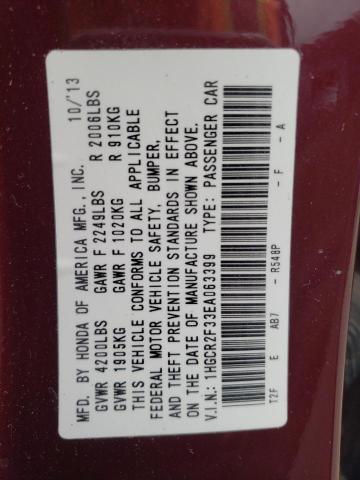 MFD. BY HONDA OF AMERICA MFG., INC. 10/'13
GVWR 4200LBS GAWR F 2249LBS R 2006LBS
GVWR 1905KG GAWR F 1020KG R 910KG
THIS VEHICLE CONFORMS TO ALL APPLICABLE
FEDERAL MOTOR VEHICLE SAFETY, BUMPER,
AND THEFT PREVENTION STANDARDS IN EFFECT
ON THE DATE OF MANUFACTURE SHOWN ABOVE.
V.I.N.: 1HGCR2F33EA063399 TYPE: PASSENGER CAR
T2F E AB7 - R548P - F - A